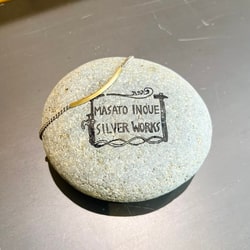 MASATO INOUE
SILVER WORKS